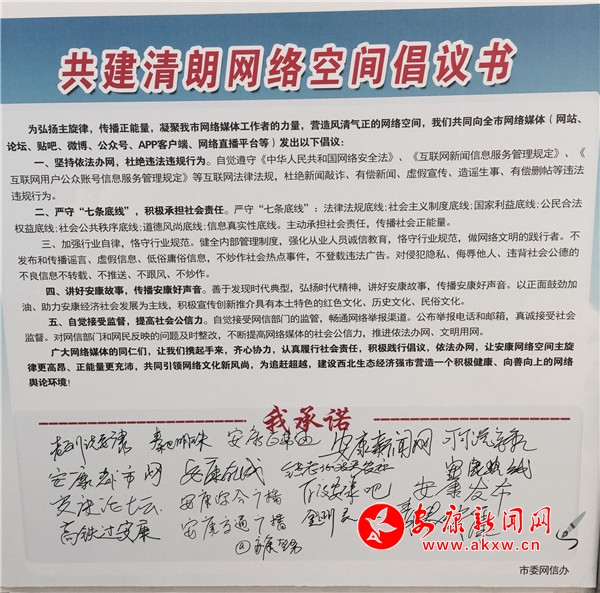 共建清朗网络空间倡议书
为弘扬主旋律，传播正能量，凝聚我市网络媒体工作者的力量，营造风清气正的网络空间，我们共同向全市网络媒体（网站、
论坛、贴吧、微博、公众号、APP客户端、网络直播平台等）发出以下倡议：
一、坚持依法办网，杜绝违法违规行为。自觉遵守《中华人民共和国网络安全法》、《互联网新闻信息服务管理规定》、《
互联网用户公众账号信息服务管理规定》等互联网法律法规，杜绝新闻敲诈、有偿新闻、虚假宣传、造谣生事、有偿删帖等违法
违规行为。
二、严守“七条底线”，积极承担社会责任。严守“七条底线”：法律法规底线;社会主义制度底线;国家利益底线;公民合法
权益底线;社会公共秩序底线;道德风尚底线;信息真实性底线。主动承担社会责任，传播社会正能量。
三、加强行业自律，恪守行业规范。健全内部管理制度，强化从业人员诚信教育，恪守行业规范，做网络文明的践行者。不
发布和传播谣言、虚假信息、低俗庸俗信息，不炒作社会热点事件，不登载违法广告。对侵犯隐私、侮辱他人、违背社会公德的
不良信息不转载、不推送、不跟风、不炒作。
四、讲好安康故事，传播安康好声音。善于发现时代典型，弘扬时代精神，讲好安康故事，传播安康好声音。以正面鼓劲加
油、助力安康经济社会发展为主线，积极宣传创新推介具有本土特色的红色文化、历史文化、民俗文化。
五、自觉接受监督，提高社会公信力。自觉接受网信部门的监管，畅通网络举报渠道。公布举报电话和邮箱，真诚接受社会
监督。对网信部门和网民反映的问题及时整改，不断提高网络媒体的社会公信力，推进依法办网、文明用网。
广大网络媒体的同仁们，让我们携起手来，齐心协力，认真履行社会责任，积极践行倡议，依法办网，让安康网络空间主旋
律更高昂、正能量更充沛，共同引领网络文化新风尚，为追赶超越，建设西北生态经济强市营造一个积极健康、向善向上的网络
舆论环境！
我承诺
秦巴明珠 安康新闻网
安康都市网
安康综合广播 安康发布
高铁过安康 安康交通广播
安康新闻网
www.akxw.cn
市委网信办